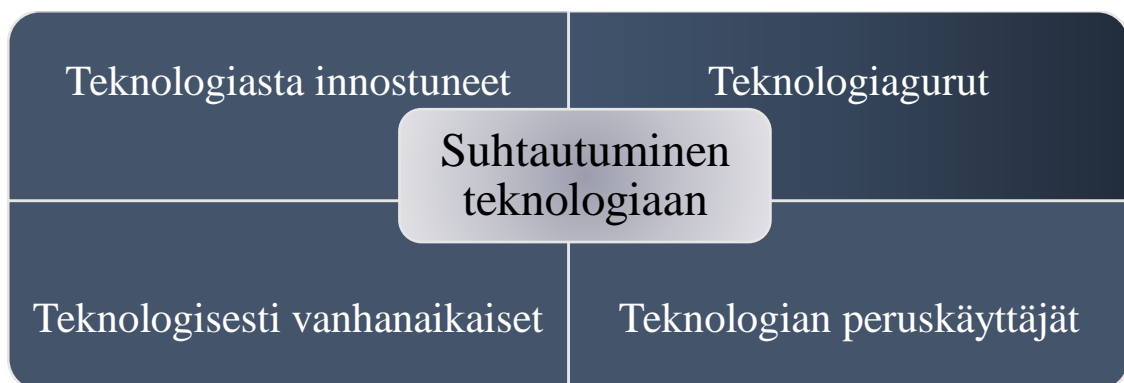 Teknologiasta innostuneet
Teknologiagurut
Suhtautuminen
teknologiaan
Teknologisesti vanhanaikaiset
Teknologian peruskäyttäjät